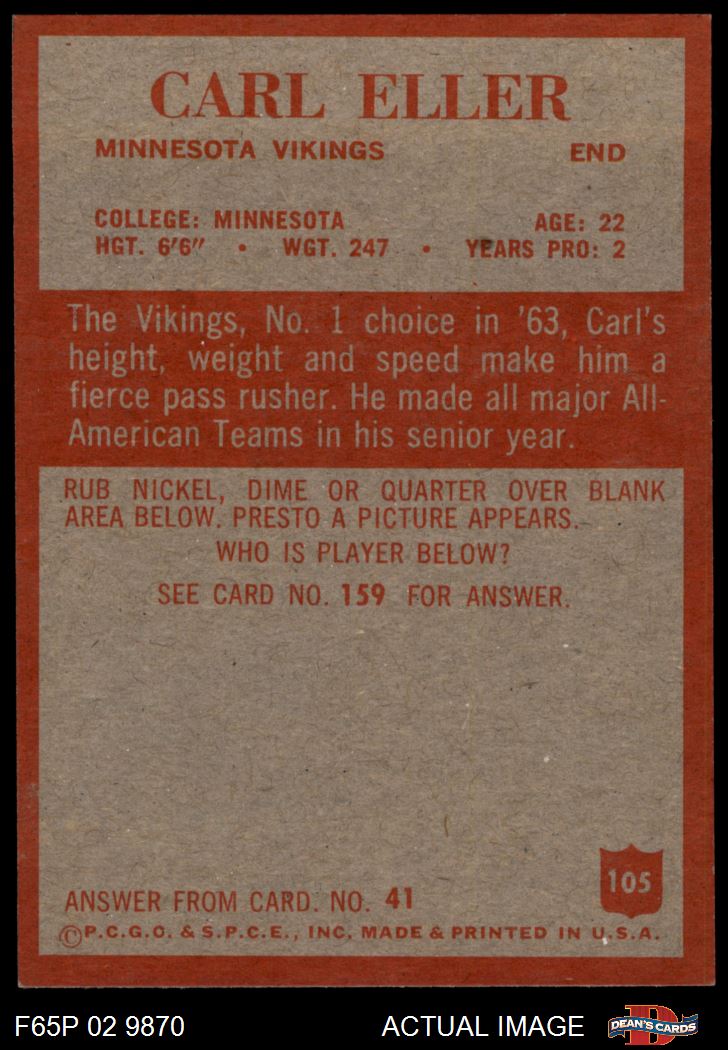 CARL ELLER
MINNESOTA VIKINGS END
COLLEGE: MINNESOTA AGE: 22
HGT. 6'6" • WGT. 247 • YEARS PRO: 2
The Vikings, No. 1 choice in '63, Carl's
height, weight and speed make him a
fierce pass rusher. He made all major All-
American Teams in his senior year.
RUB NICKEL, DIME OR QUARTER OVER BLANK
AREA BELOW. PRESTO A PICTURE APPEARS.
WHO IS PLAYER BELOW?
SEE CARD NO. 159 FOR ANSWER.
105
ANSWER FROM CARD. NO. 41
©P.C.G.C. & S.P.C.E., INC. MADE & PRINTED IN U.S.A.
F65P 02 9870 ACTUAL IMAGE D DEAN'S CARDS